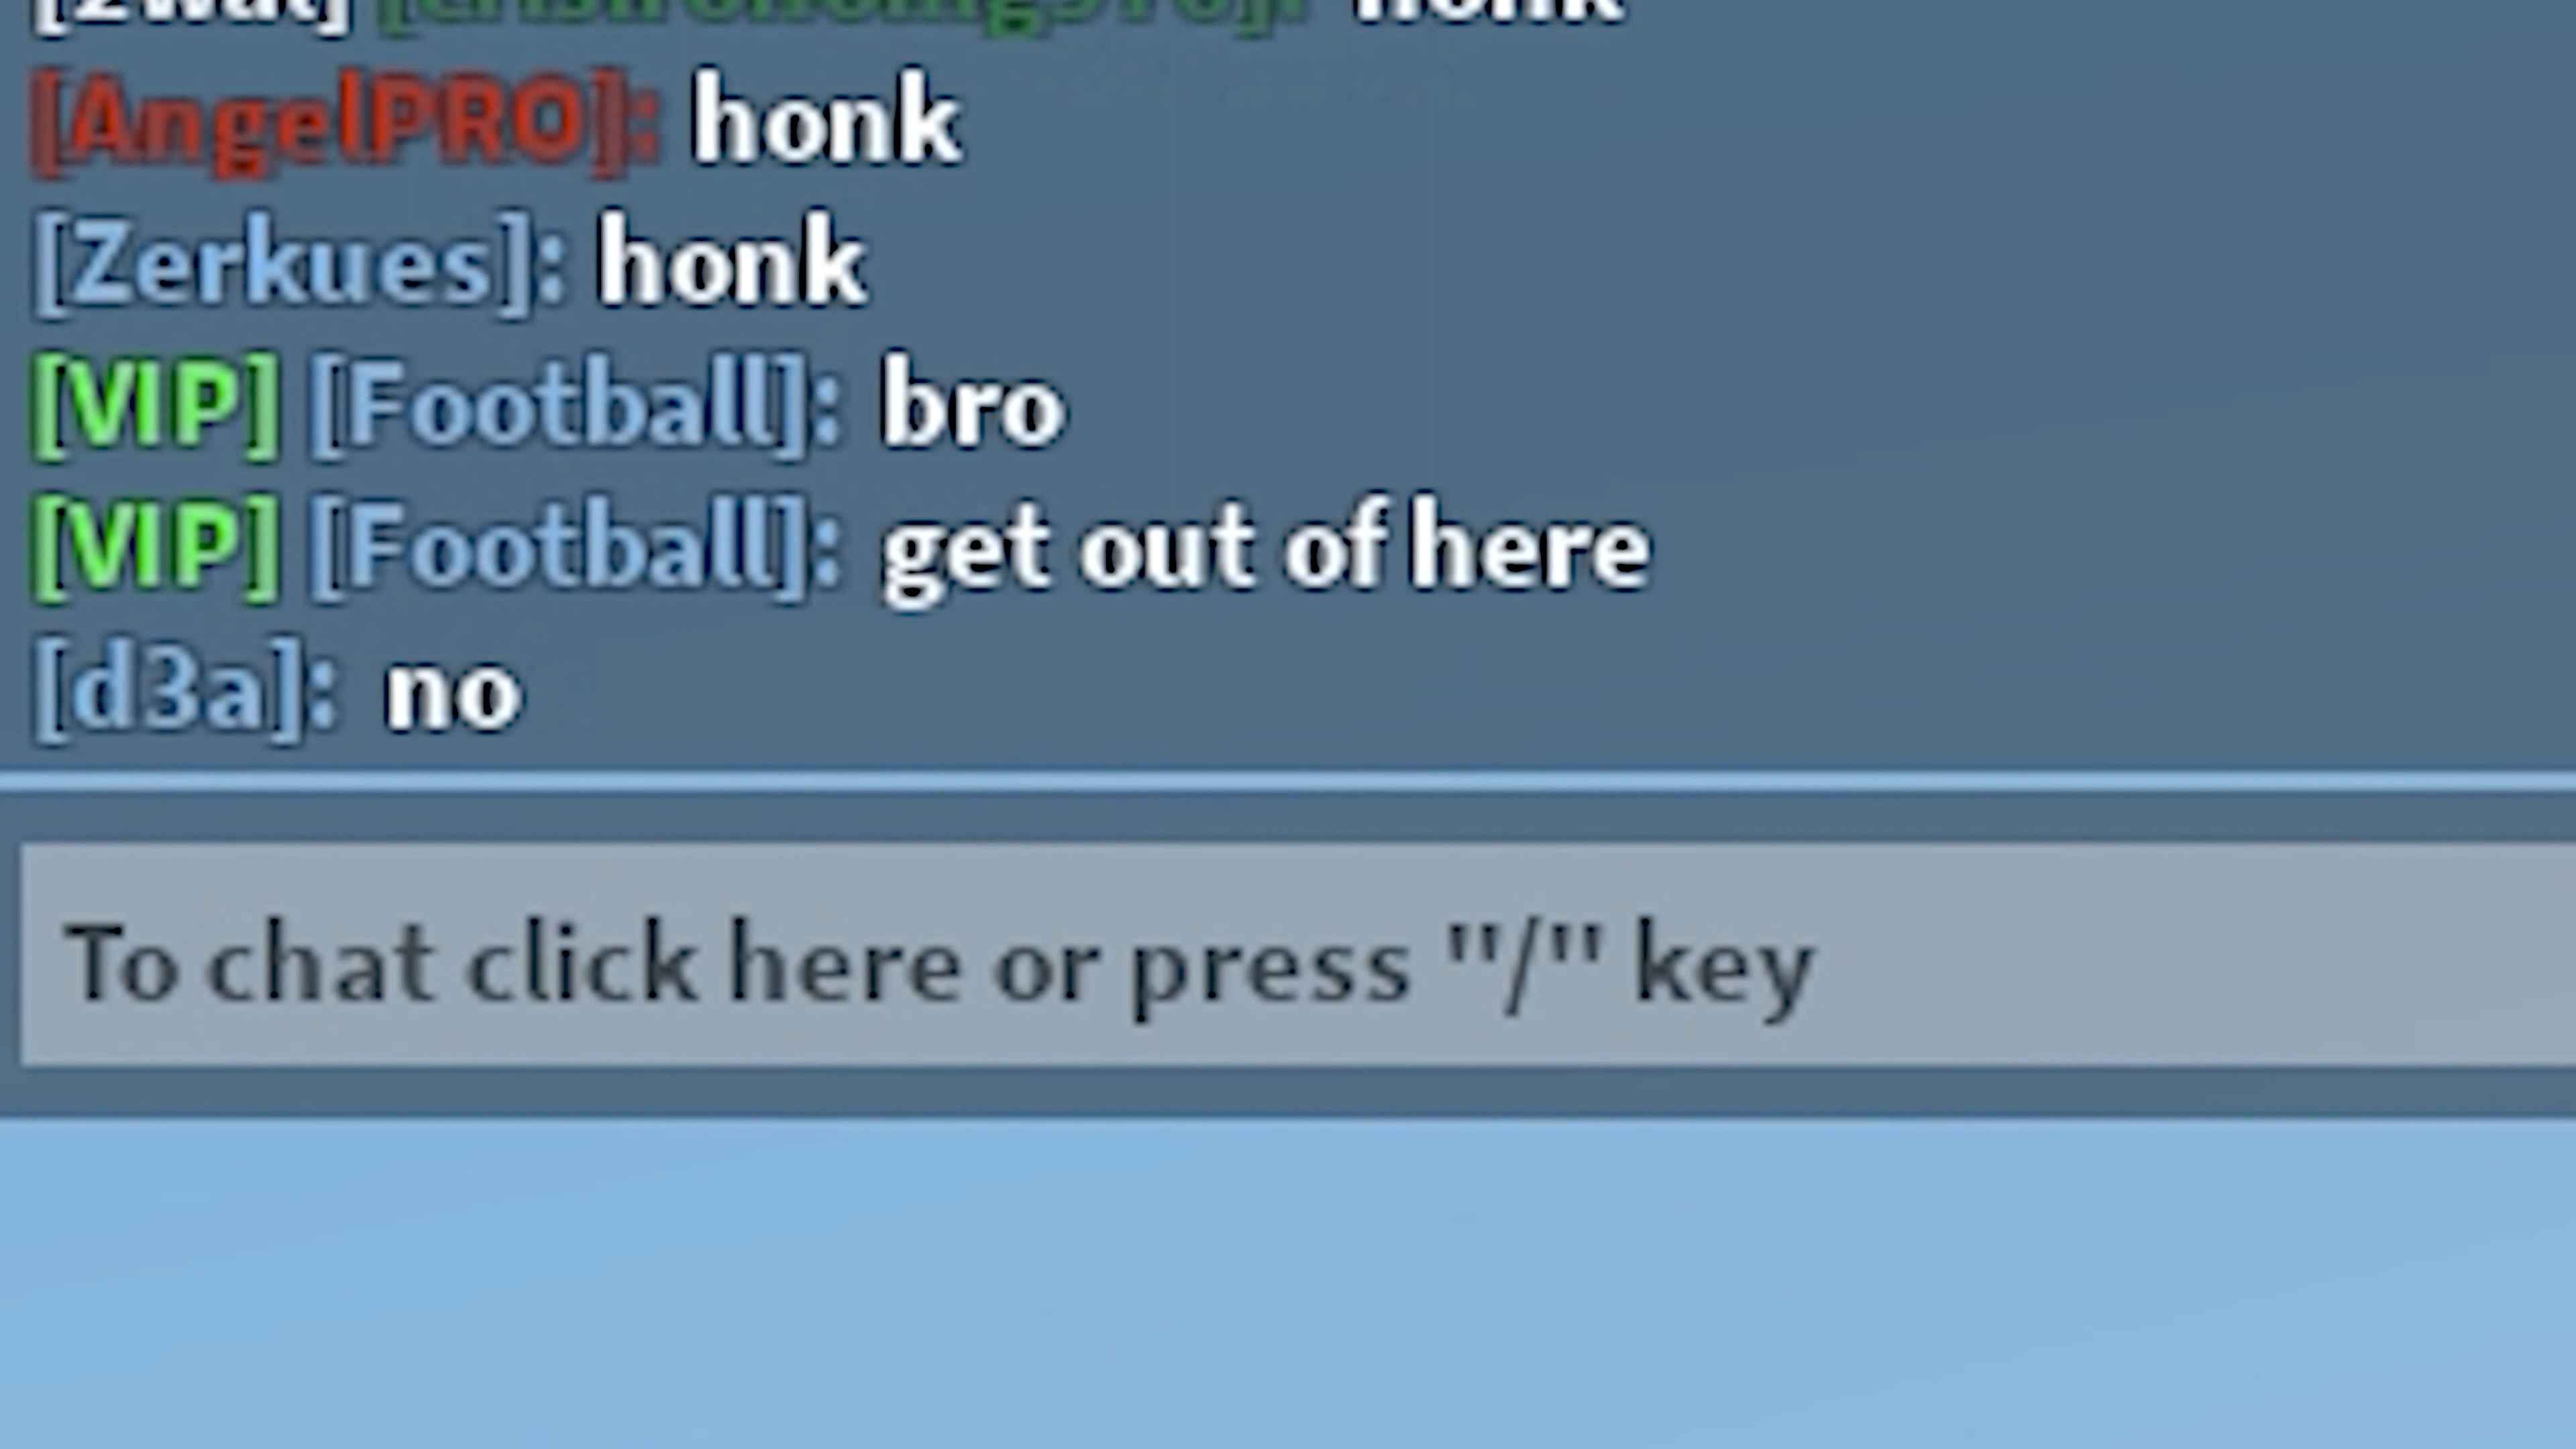 honk
[AngelPRO]: honk
[Zerkues]: honk
[VIP] [Football]: bro
[VIP] [Football]: get out of here
[d3a]: no
To chat click here or press "/" key